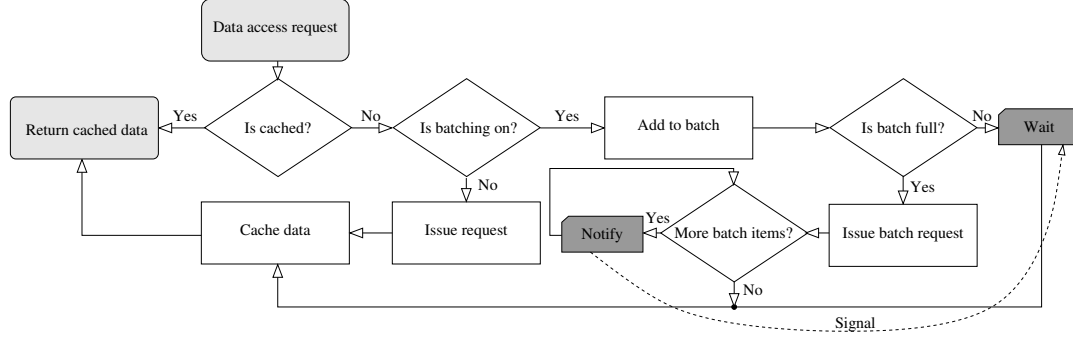 Data access request
Yes
Return cached data
Is cached?
No
Is batching on?
Yes
Add to batch
Is batch full?
No
Wait
No
Yes
Cache data
Issue request
Notify
Yes
More batch items?
Issue batch request
No
Signal